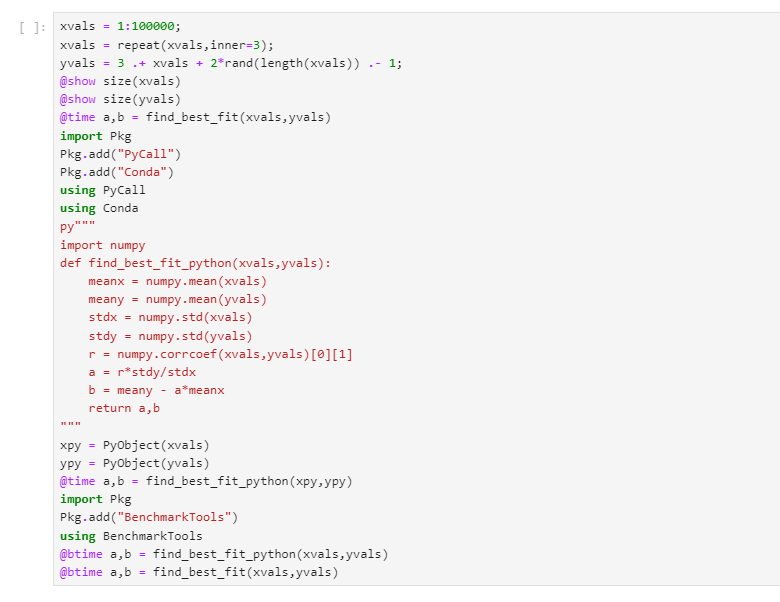 [ ]:
xvals = 1:100000;
xvals = repeat(xvals,inner=3);
yvals = 3 .+ xvals + 2*rand(length(xvals)) .- 1;
@show size(xvals)
@show size(yvals)
@time a,b = find_best_fit(xvals,yvals)
import Pkg
Pkg.add("PyCall")
Pkg.add("Conda")
using PyCall
using Conda
py"""
import numpy
def find_best_fit_python(xvals,yvals):
    meanx = numpy.mean(xvals)
    meany = numpy.mean(yvals)
    stdx = numpy.std(xvals)
    stdy = numpy.std(yvals)
    r = numpy.corrcoef(xvals,yvals)[0][1]
    a = r*stdy/stdx
    b = meany - a*meanx
    return a,b
"""
xpy = PyObject(xvals)
ypy = PyObject(yvals)
@time a,b = find_best_fit_python(xpy,ypy)
import Pkg
Pkg.add("BenchmarkTools")
using BenchmarkTools
@btime a,b = find_best_fit_python(xvals,yvals)
@btime a,b = find_best_fit(xvals,yvals)